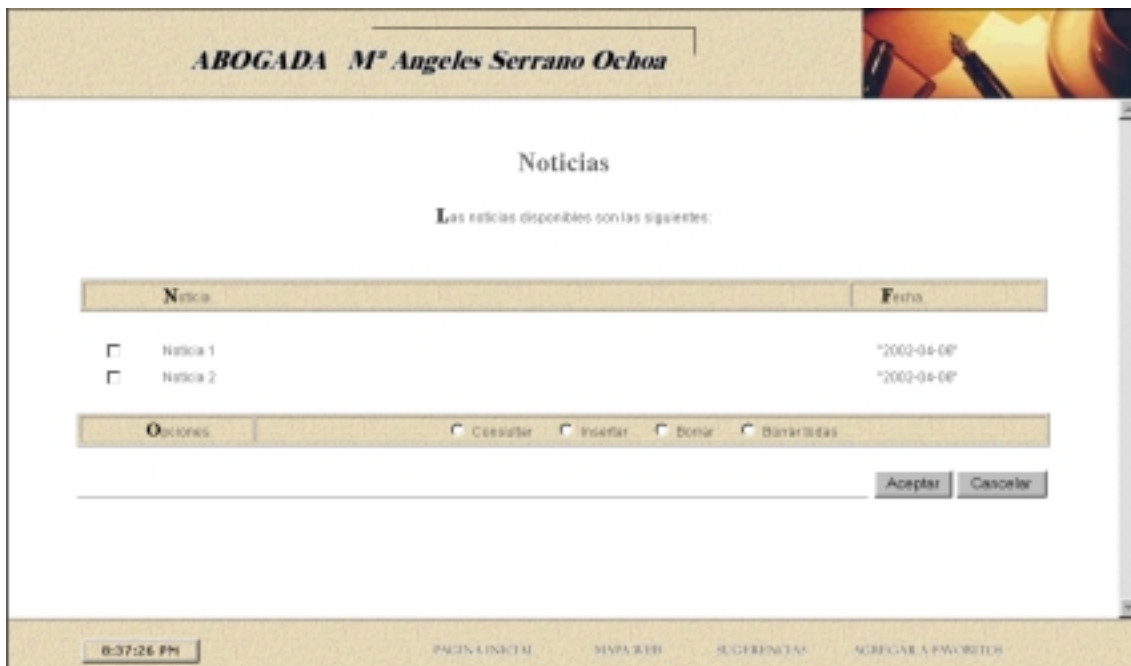 ABOGADA Mª Angeles Serrano Ochoa
Noticias
Las noticias disponibles son las siguientes:
Noticia Fecha
Noticia 1 "2002-04-08"
Noticia 2 "2002-04-08"
Opciones Consultar Insertar Borrar Borrar todas
Aceptar Cancelar
8:37:26 PM PAGINA INICIAL MAPA WEB SUGERENCIAS AGREGAR A FAVORITOS